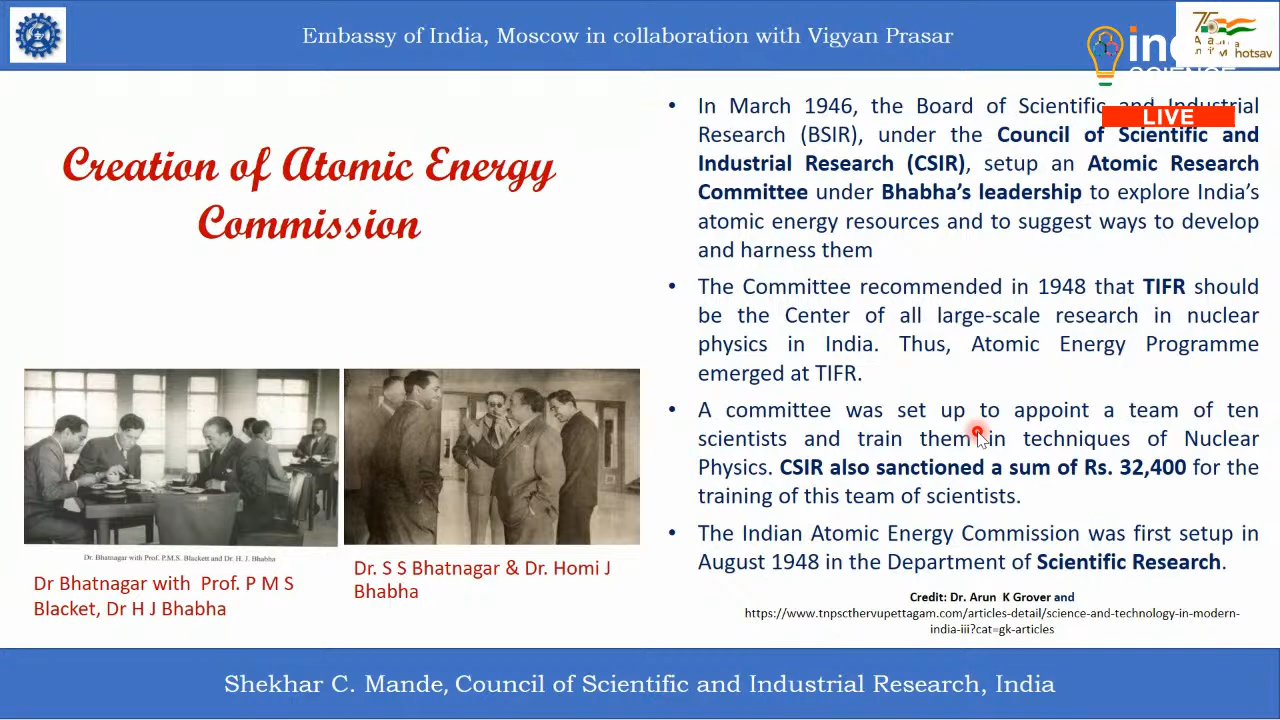 Embassy of India, Moscow in collaboration with Vigyan Prasar
ind
LIVE
75
hotsav
Creation of Atomic Energy
Commission
• In March 1946, the Board of Scientific and Industrial
Research (BSIR), under the Council of Scientific and
Industrial Research (CSIR), setup an Atomic Research
Committee under Bhabha's leadership to explore India's
atomic energy resources and to suggest ways to develop
and harness them
• The Committee recommended in 1948 that TIFR should
be the Center of all large-scale research in nuclear
physics in India. Thus, Atomic Energy Programme
emerged at TIFR.
• A committee was set up to appoint a team of ten
scientists and train them in techniques of Nuclear
Physics. CSIR also sanctioned a sum of Rs. 32,400 for the
training of this team of scientists.
• The Indian Atomic Energy Commission was first setup in
August 1948 in the Department of Scientific Research.
Credit: Dr. Arun K Grover and
https://www.tnpscthervupettagam.com/articles-detail/science-and-technology-in-modern-
india-iii?cat=gk-articles
Dr. Bhatnagar with Prof. P.M.S. Blackett and Dr. H. J. Bhabha
Dr Bhatnagar with Prof. P M S
Blacket, Dr H J Bhabha
Dr. S S Bhatnagar & Dr. Homi J
Bhabha
Shekhar C. Mande, Council of Scientific and Industrial Research, India